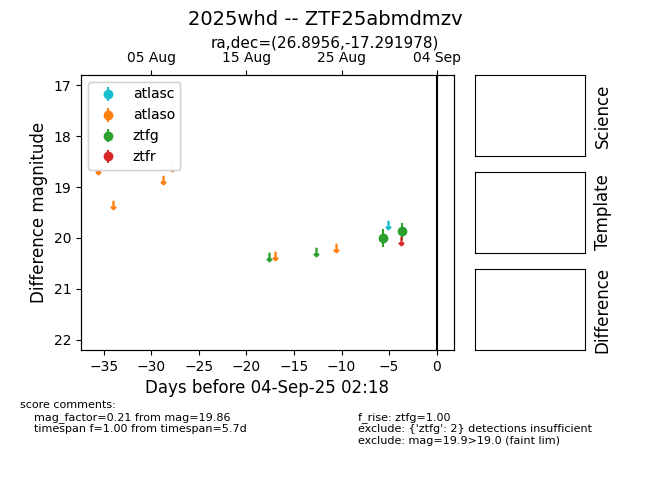 2025whd -- ZTF25abmdmzv
ra,dec=(26.8956,-17.291978)
05 Aug 15 Aug 25 Aug 04 Sep
atlasc
atlaso
ztfg
ztfr
17
18
19
20
21
22
Difference magnitude
−35 −30 −25 −20 −15 −10 −5 0
Days before 04-Sep-25 02:18
Science
Template
Difference
score comments:
mag_factor=0.21 from mag=19.86
timespan f=1.00 from timespan=5.7d
f_rise: ztfg=1.00
exclude: {'ztfg': 2} detections insufficient
exclude: mag=19.9>19.0 (faint lim)